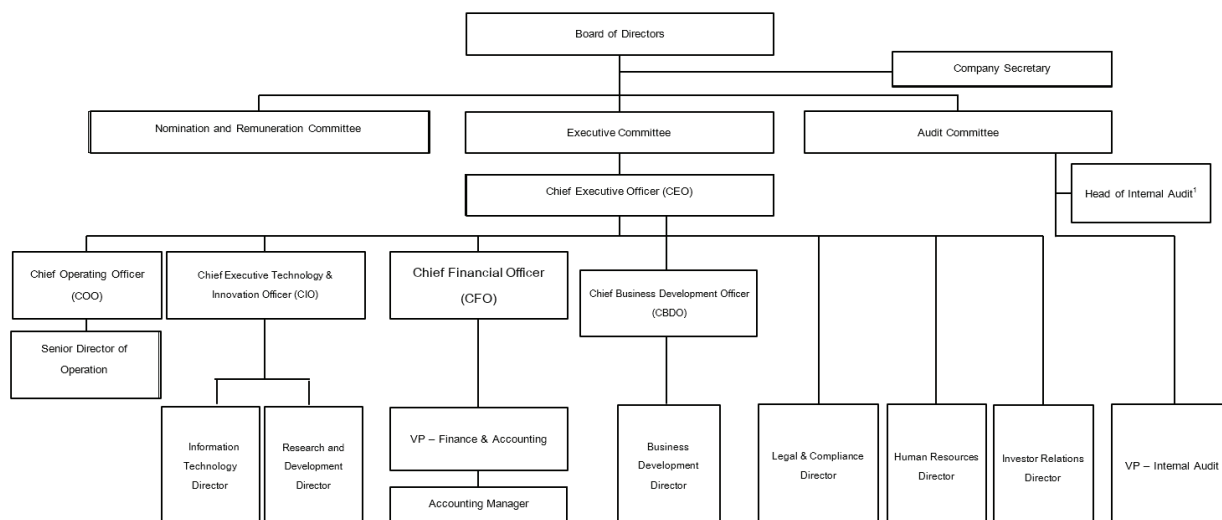 Board of Directors
Company Secretary
Nomination and Remuneration Committee
Executive Committee
Audit Committee
Chief Executive Officer (CEO)
Head of Internal Audit¹
Chief Operating Officer
(COO)
Chief Executive Technology &
Innovation Officer (CIO)
Chief Financial Officer
(CFO)
Chief Business Development Officer
(CBDO)
Senior Director of
Operation
Information
Technology
Director
Research and
Development
Director
VP – Finance & Accounting
Accounting Manager
Business
Development
Director
Legal & Compliance
Director
Human Resources
Director
Investor Relations
Director
VP – Internal Audit